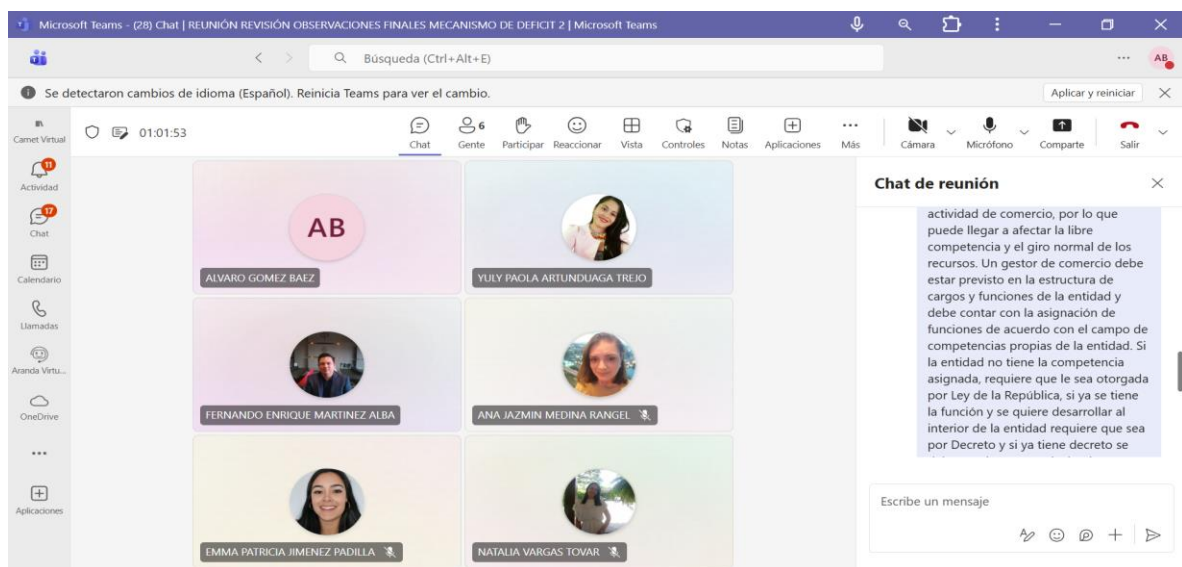 Microsoft Teams - (28) Chat | REUNIÓN REVISIÓN OBSERVACIONES FINALES MECANISMO DE DEFICIT 2 | Microsoft Teams
Búsqueda (Ctrl+Alt+E)
AB
Se detectaron cambios de idioma (Español). Reinicia Teams para ver el cambio.
Aplicar y reiniciar
Carnet Virtual
11
Actividad
17
Chat
Calendario
Llamadas
Aranda Virtu...
OneDrive
Aplicaciones
01:01:53
Chat
6
Gente
Participar
Reaccionar
Vista
Controles
Notas
Aplicaciones
Más
Cámara
Micrófono
Comparte
Salir
AB
ALVARO GOMEZ BAEZ
YULY PAOLA ARTUNDUAGA TREJO
FERNANDO ENRIQUE MARTINEZ ALBA
ANA JAZMIN MEDINA RANGEL
EMMA PATRICIA JIMENEZ PADILLA
NATALIA VARGAS TOVAR
Chat de reunión
actividad de comercio, por lo que
puede llegar a afectar la libre
competencia y el giro normal de los
recursos. Un gestor de comercio debe
estar previsto en la estructura de
cargos y funciones de la entidad y
debe contar con la asignación de
funciones de acuerdo con el campo de
competencias propias de la entidad. Si
la entidad no tiene la competencia
asignada, requiere que le sea otorgada
por Ley de la República, si ya se tiene
la función y se quiere desarrollar al
interior de la entidad requiere que sea
por Decreto y si ya tiene decreto se
Escribe un mensaje